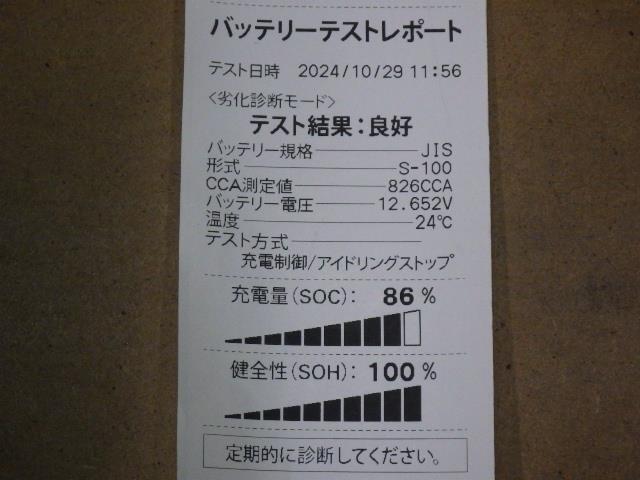 バッテリーテストレポート
テスト日時 2024/10/29 11:56
<劣化診断モード>
テスト結果:良好
バッテリー規格 JIS
形式 S-100
CCA測定値 826CCA
バッテリー電圧 12.652V
温度 24℃
テスト方式
充電制御/アイドリングストップ
充電量(SOC): 86 %
健全性(SOH): 100 %
定期的に診断してください。